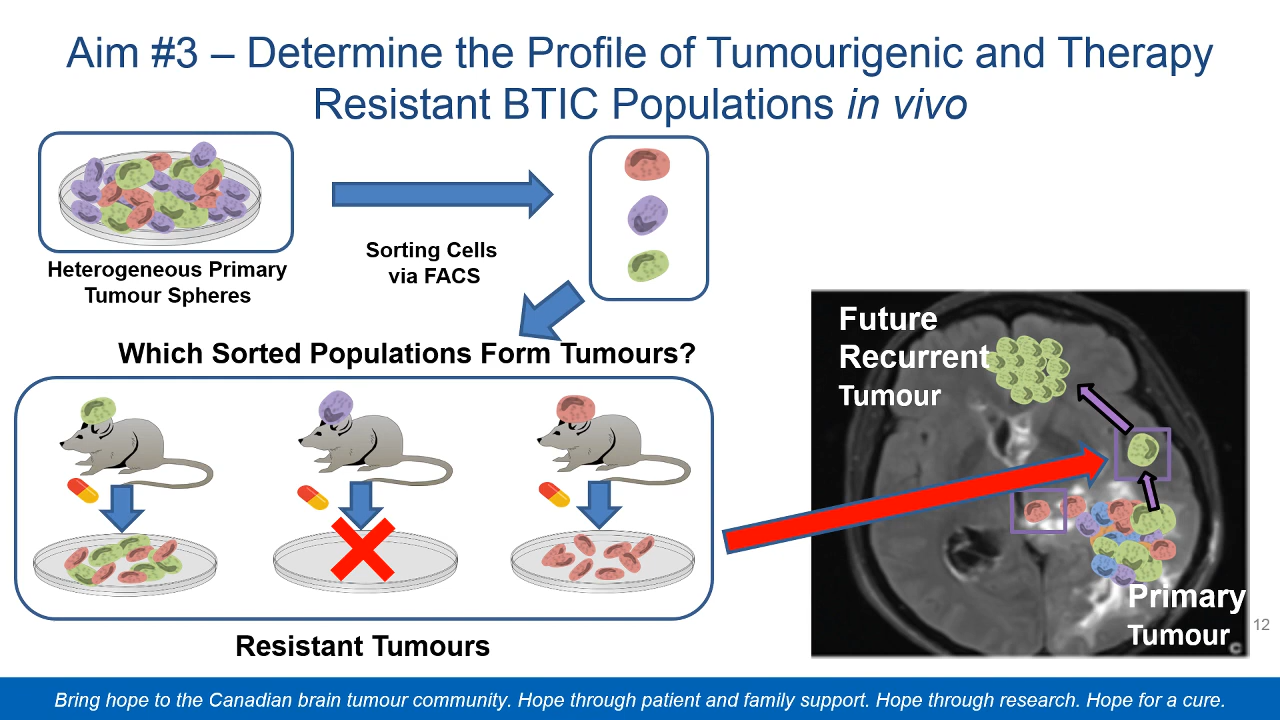 Aim #3 – Determine the Profile of Tumourigenic and Therapy
Resistant BTIC Populations in vivo
Heterogeneous Primary
Tumour Spheres
Sorting Cells
via FACS
Which Sorted Populations Form Tumours?
Resistant Tumours
Future
Recurrent
Tumour
Primary
Tumour
c
12
Bring hope to the Canadian brain tumour community. Hope through patient and family support. Hope through research. Hope for a cure.